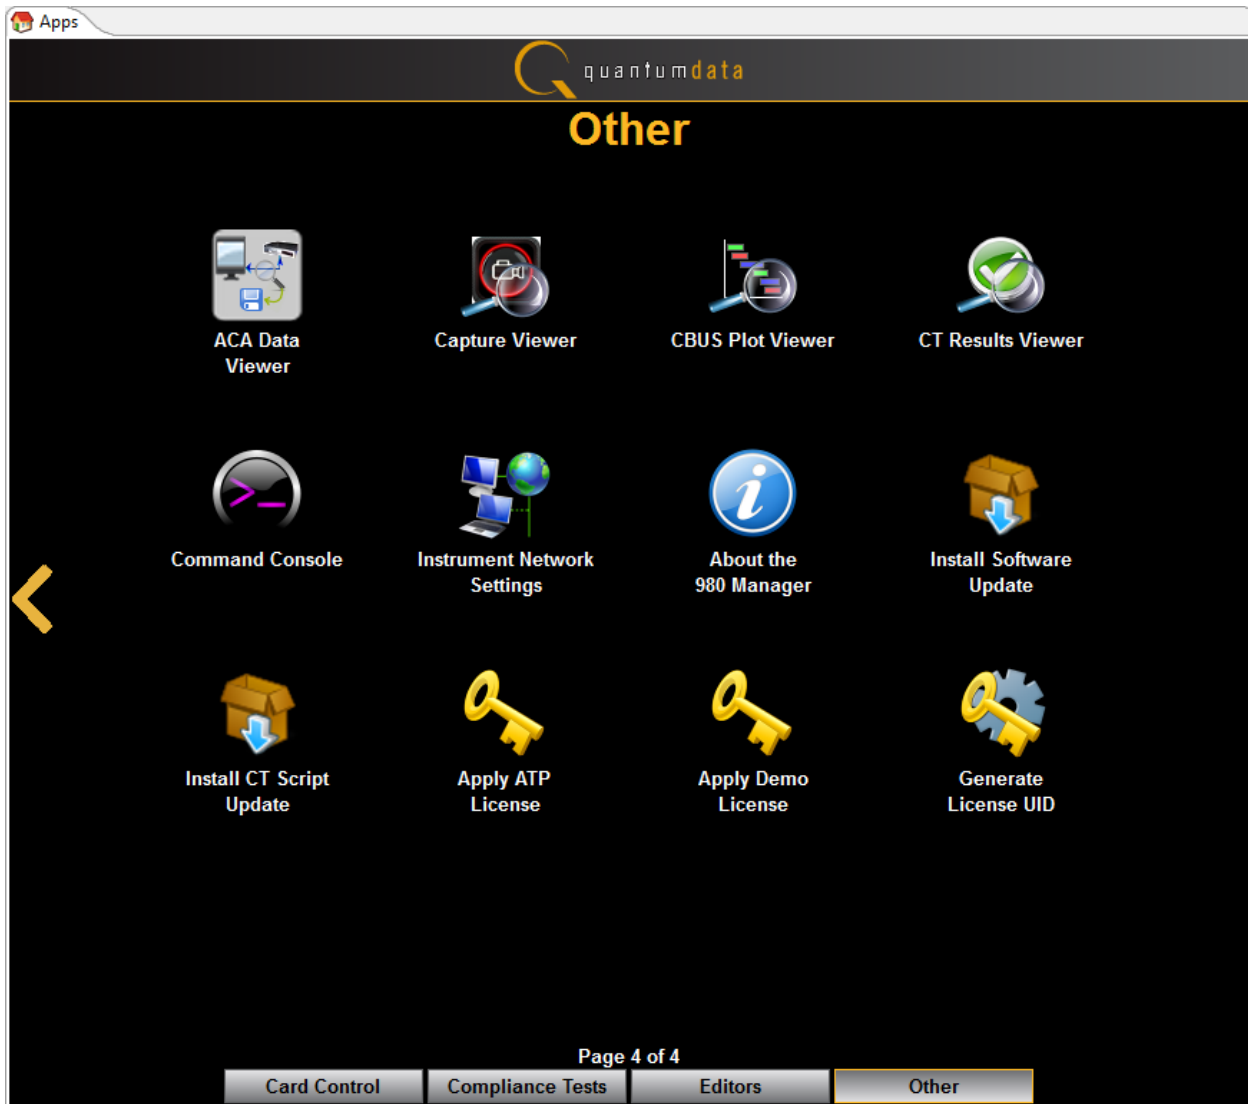 Apps
quantumdata
Other
ACA Data
Viewer
Capture Viewer
CBUS Plot Viewer
CT Results Viewer
Command Console
Instrument Network
Settings
About the
980 Manager
Install Software
Update
Install CT Script
Update
Apply ATP
License
Apply Demo
License
Generate
License UID
Page 4 of 4
Card Control
Compliance Tests
Editors
Other